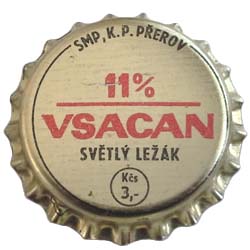 SMP, K. P. PŘEROV
11%
VSACAN
SVĚTLÝ LEŽÁK
Kčs
3,-